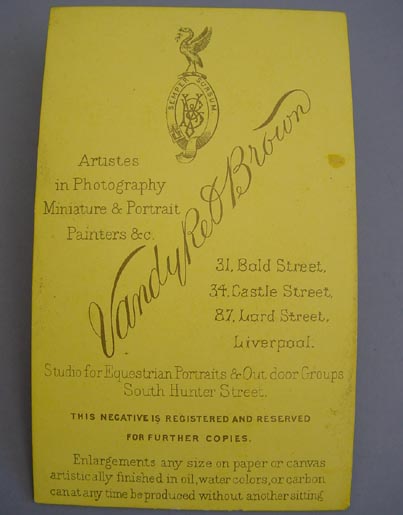 SEMPER SURSUM
Artistes
in Photography
Miniature & Portrait
Painters &c.
Vandyke & Brown
31, Bold Street,
34, Castle Street,
87, Lord Street,
Liverpool.
Studio for Equestrian Portraits & Out door Groups
South Hunter Street.
THIS NEGATIVE IS REGISTERED AND RESERVED
FOR FURTHER COPIES.
Enlargements any size on paper or canvas
artistically finished in oil, water colors, or carbon
can at any time be produced without another sitting